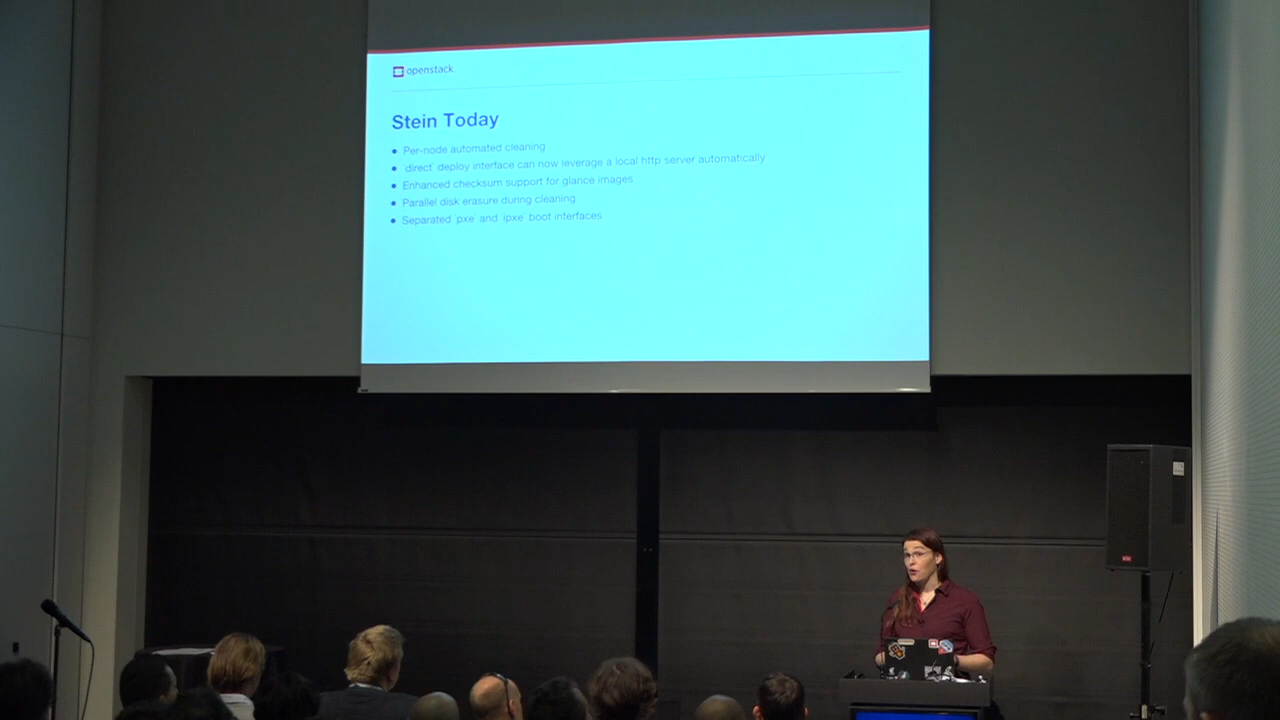 openstack.
Stein Today
Per-node automated cleaning
`direct` deploy interface can now leverage a local http server automatically
Enhanced checksum support for glance images
Parallel disk erasure during cleaning
Separated `pxe` and `ipxe` boot interfaces